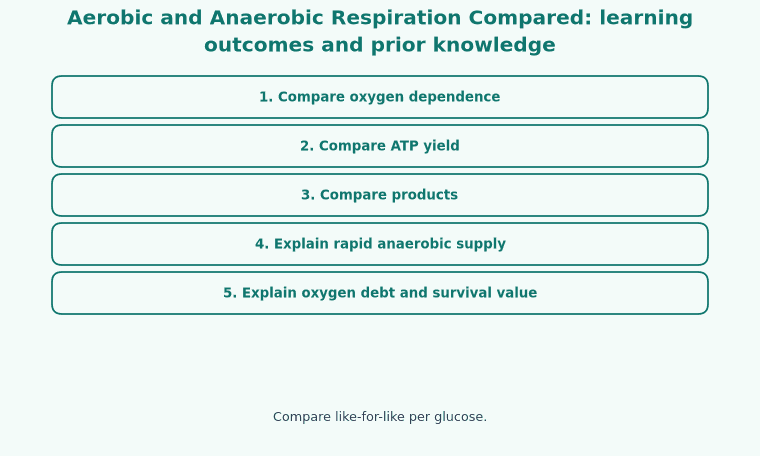 Aerobic and Anaerobic Respiration Compared: learning
outcomes and prior knowledge
1. Compare oxygen dependence
2. Compare ATP yield
3. Compare products
4. Explain rapid anaerobic supply
5. Explain oxygen debt and survival value
Compare like-for-like per glucose.